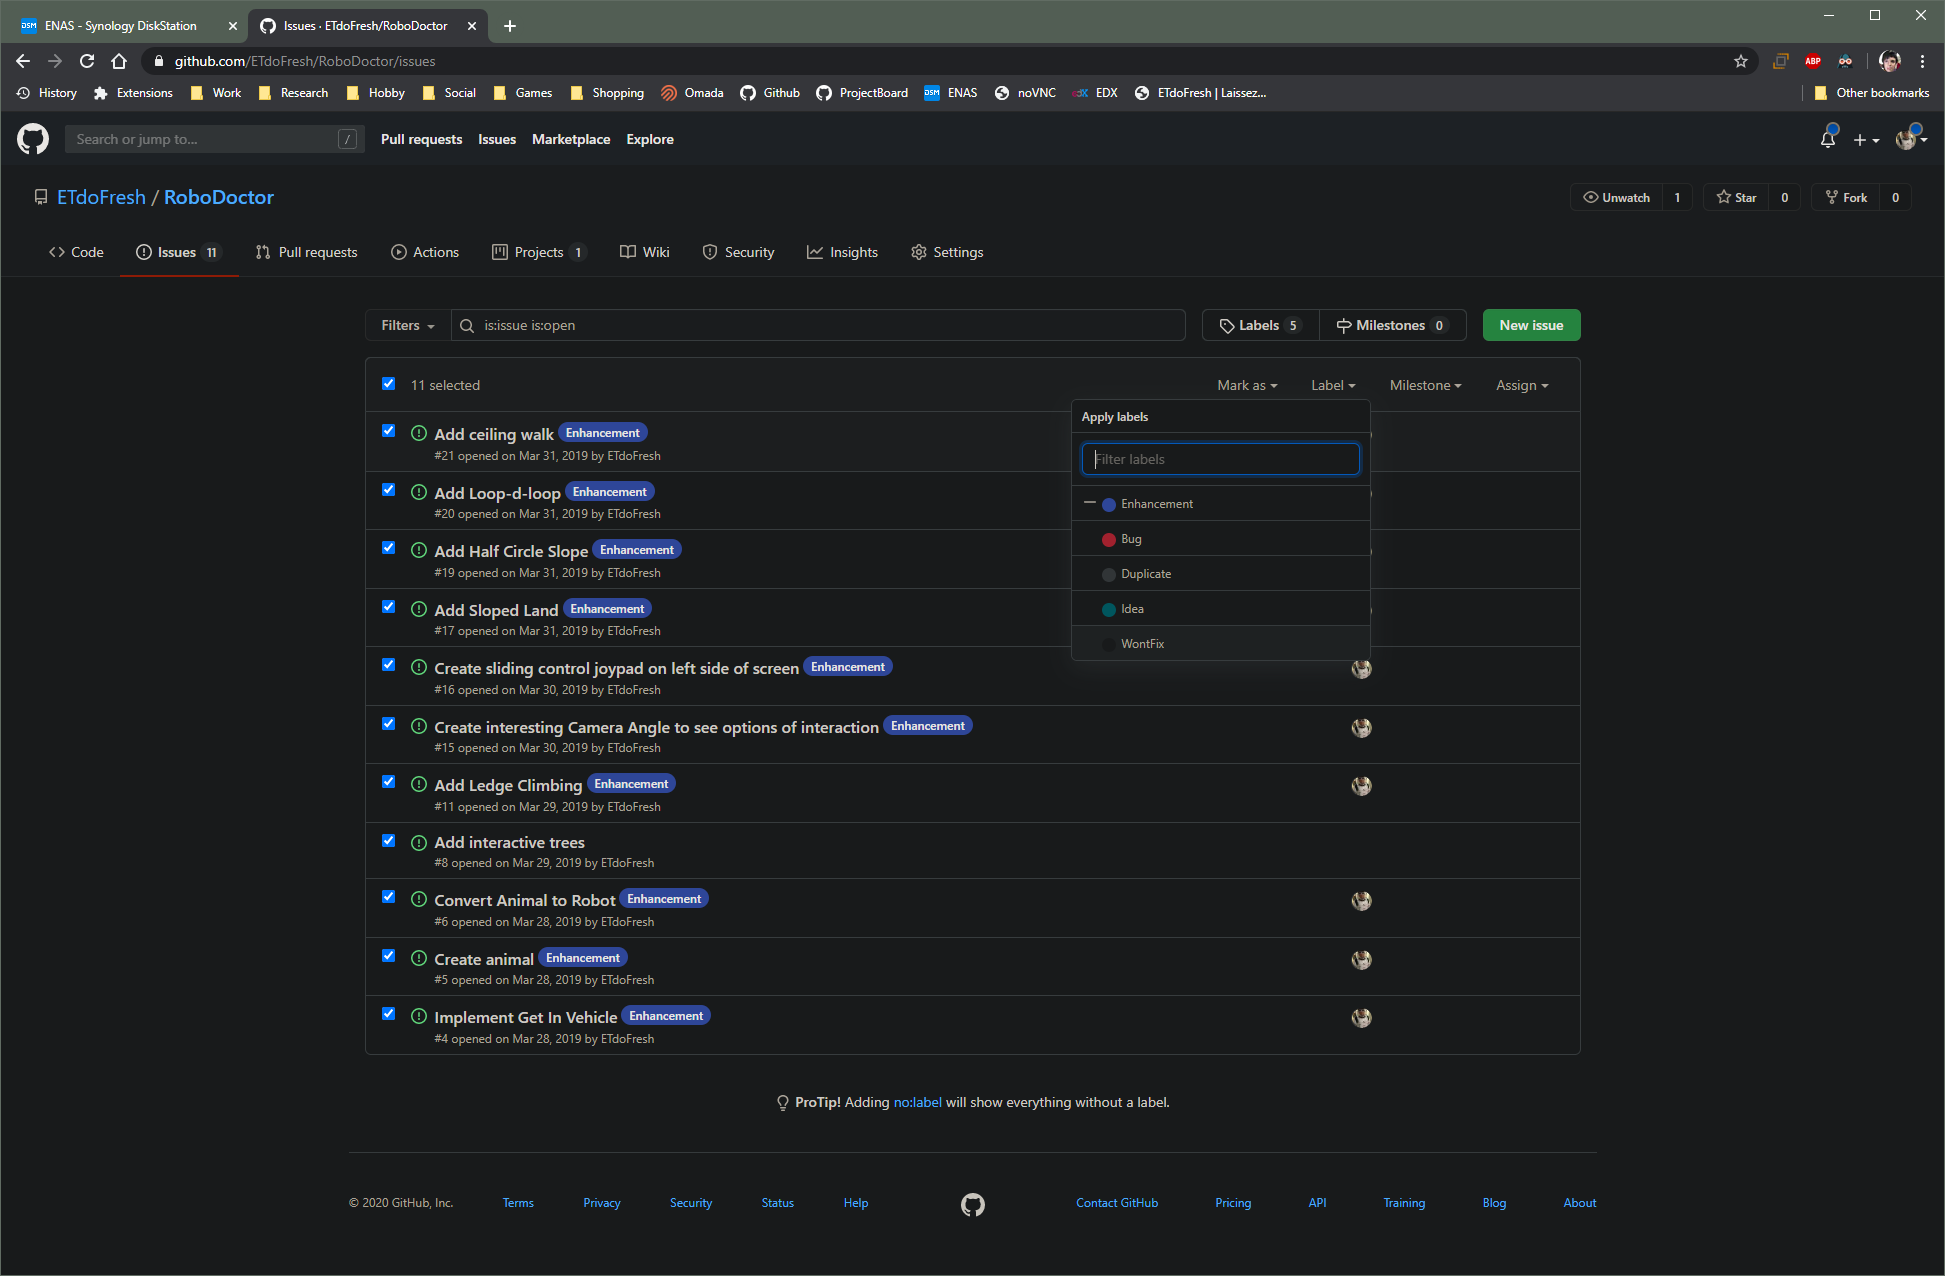 ENAS - Synology DiskStation
Issues · ETdoFresh/RoboDoctor
github.com/ETdoFresh/RoboDoctor/issues
ABP
History Extensions Work Research Hobby Social Games Shopping Omada Github ProjectBoard DSM ENAS noVNC edX EDX ETdoFresh | Laissez... Other bookmarks
Search or jump to... / Pull requests Issues Marketplace Explore
ETdoFresh / RoboDoctor
Unwatch 1 Star 0 Fork 0
Code Issues 11 Pull requests Actions Projects 1 Wiki Security Insights Settings
Filters is:issue is:open Labels 5 Milestones 0 New issue
11 selected Mark as Label Milestone Assign
Apply labels
Filter labels
Enhancement
Bug
Duplicate
Idea
WontFix
Add ceiling walk Enhancement
#21 opened on Mar 31, 2019 by ETdoFresh
Add Loop-d-loop Enhancement
#20 opened on Mar 31, 2019 by ETdoFresh
Add Half Circle Slope Enhancement
#19 opened on Mar 31, 2019 by ETdoFresh
Add Sloped Land Enhancement
#17 opened on Mar 31, 2019 by ETdoFresh
Create sliding control joypad on left side of screen Enhancement
#16 opened on Mar 30, 2019 by ETdoFresh
Create interesting Camera Angle to see options of interaction Enhancement
#15 opened on Mar 30, 2019 by ETdoFresh
Add Ledge Climbing Enhancement
#11 opened on Mar 29, 2019 by ETdoFresh
Add interactive trees
#8 opened on Mar 29, 2019 by ETdoFresh
Convert Animal to Robot Enhancement
#6 opened on Mar 28, 2019 by ETdoFresh
Create animal Enhancement
#5 opened on Mar 28, 2019 by ETdoFresh
Implement Get In Vehicle Enhancement
#4 opened on Mar 28, 2019 by ETdoFresh
ProTip! Adding no:label will show everything without a label.
© 2020 GitHub, Inc. Terms Privacy Security Status Help Contact GitHub Pricing API Training Blog About